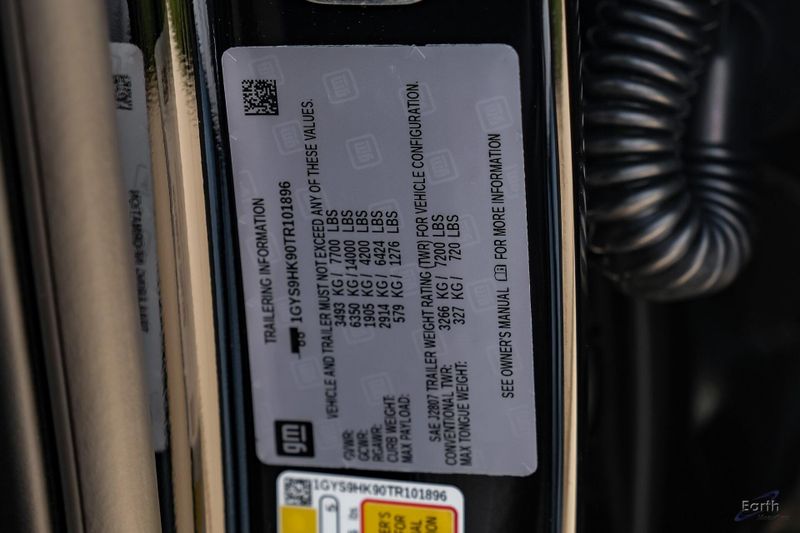 TRAILERING INFORMATION
1GYS9HK90TR101896
VEHICLE AND TRAILER MUST NOT EXCEED ANY OF THESE VALUES.
GVWR: 3493 KG / 7700 LBS
GCWR: 6350 KG / 14000 LBS
RGAWR: 1905 KG / 4200 LBS
CURB WEIGHT: 2914 KG / 6424 LBS
MAX PAYLOAD: 579 KG / 1276 LBS
SAE J2807 TRAILER WEIGHT RATING (TWR) FOR VEHICLE CONFIGURATION.
CONVENTIONAL TWR: 3266 KG / 7200 LBS
MAX TONGUE WEIGHT: 327 KG / 720 LBS
SEE OWNER'S MANUAL FOR MORE INFORMATION
gm
1GYS9HK90TR101896
FOR
Earth